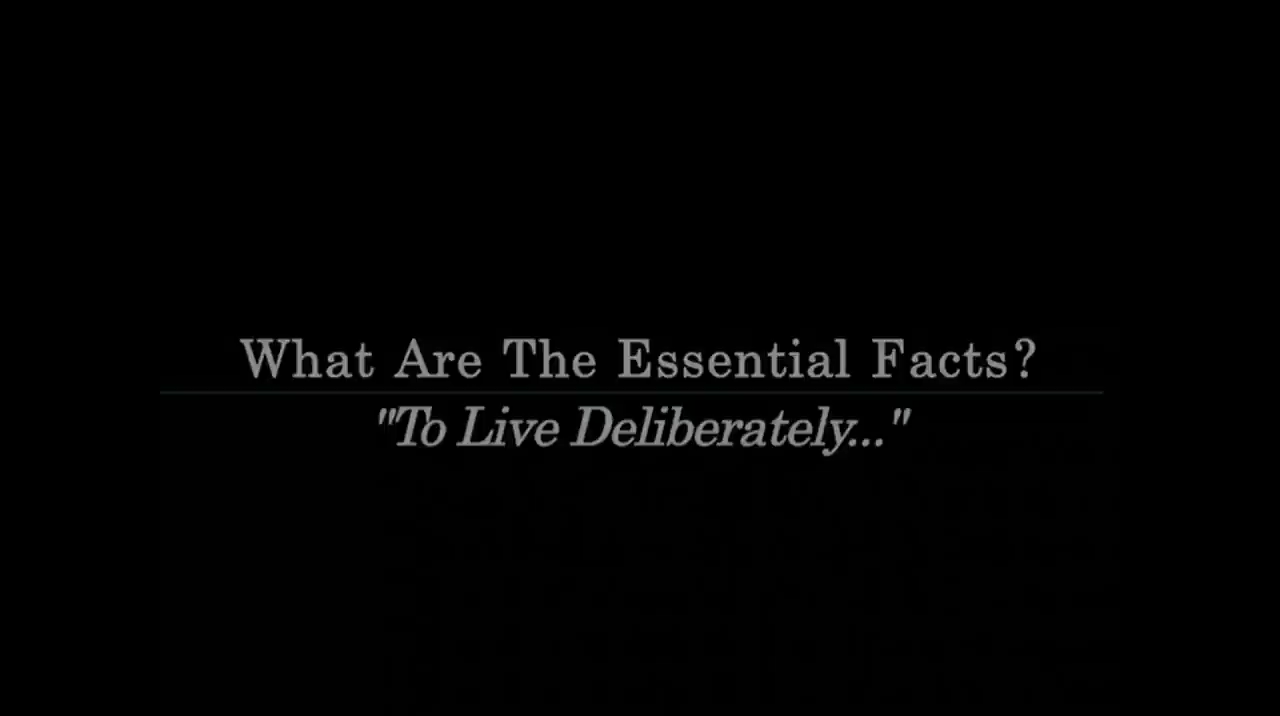 What Are The Essential Facts?
"To Live Deliberately..."